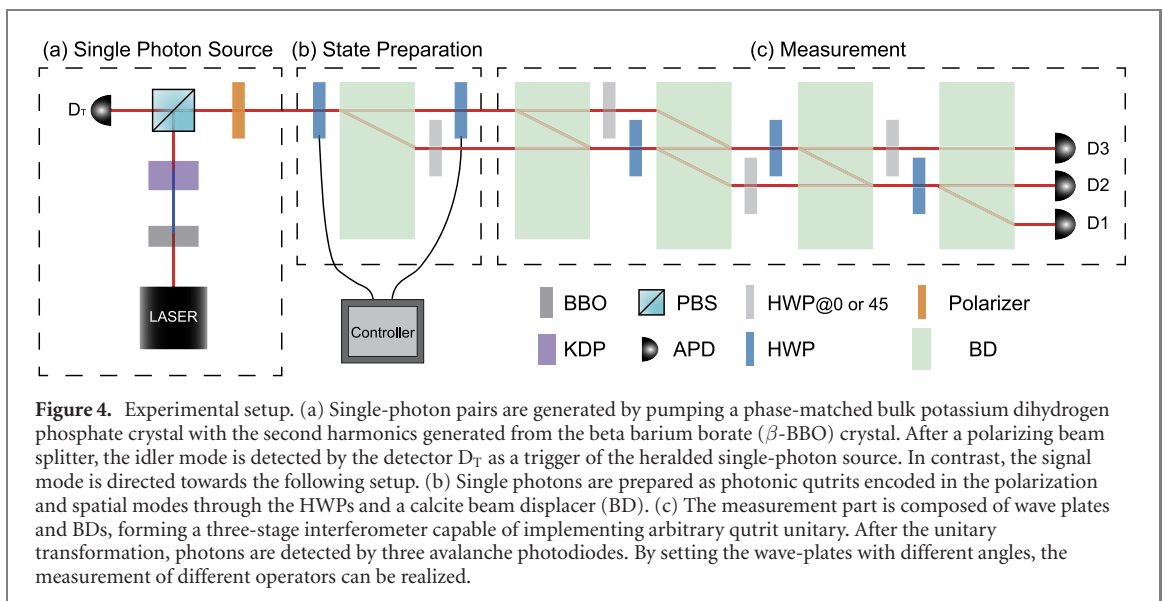 (a) Single Photon Source
(b) State Preparation
(c) Measurement
DT
LASER
Controller
D3
D2
D1
BBO
PBS
HWP@0 or 45
Polarizer
KDP
APD
HWP
BD
Figure 4. Experimental setup. (a) Single-photon pairs are generated by pumping a phase-matched bulk potassium dihydrogen
phosphate crystal with the second harmonics generated from the beta barium borate (β-BBO) crystal. After a polarizing beam
splitter, the idler mode is detected by the detector DT as a trigger of the heralded single-photon source. In contrast, the signal
mode is directed towards the following setup. (b) Single photons are prepared as photonic qutrits encoded in the polarization
and spatial modes through the HWPs and a calcite beam displacer (BD). (c) The measurement part is composed of wave plates
and BDs, forming a three-stage interferometer capable of implementing arbitrary qutrit unitary. After the unitary
transformation, photons are detected by three avalanche photodiodes. By setting the wave-plates with different angles, the
measurement of different operators can be realized.